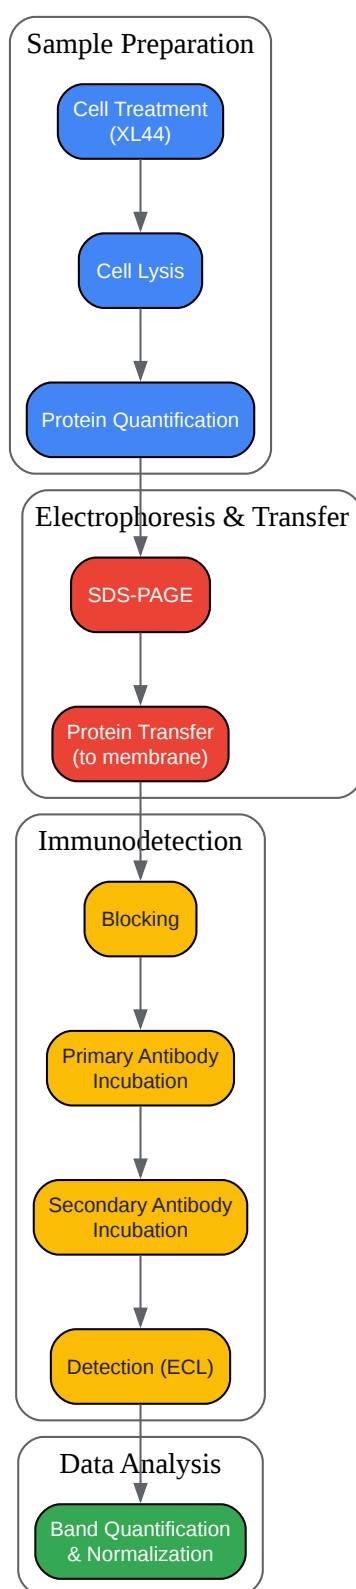 Sample Preparation
Cell Treatment
(XL44)
Cell Lysis
Protein Quantification
Electrophoresis & Transfer
SDS-PAGE
Protein Transfer
(to membrane)
Immunodetection
Blocking
Primary Antibody
Incubation
Secondary Antibody
Incubation
Detection (ECL)
Data Analysis
Band Quantification
& Normalization